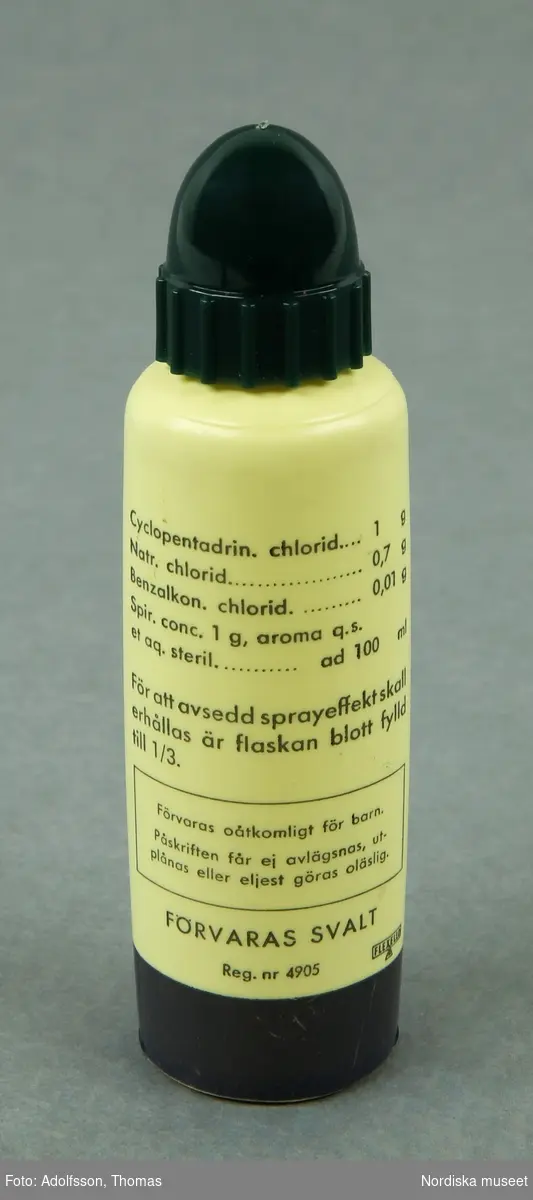 Cyclopentadrin. chlorid.... 1 g
Natr. chlorid..................... 0,7 g
Benzalkon. chlorid. ......... 0,01 g
Spir. conc. 1 g, aroma q.s.
et aq. steril............ ad 100 ml
För att avsedd sprayeffekt skall
erhållas är flaskan blott fylld
till 1/3.
Förvaras oåtkomligt för barn.
Påskriften får ej avlägsnas, ut-
plånas eller eljest göras oläslig.
FÖRVARAS SVALT
Reg. nr 4905
Foto: Adolfsson, Thomas
Nordiska museet